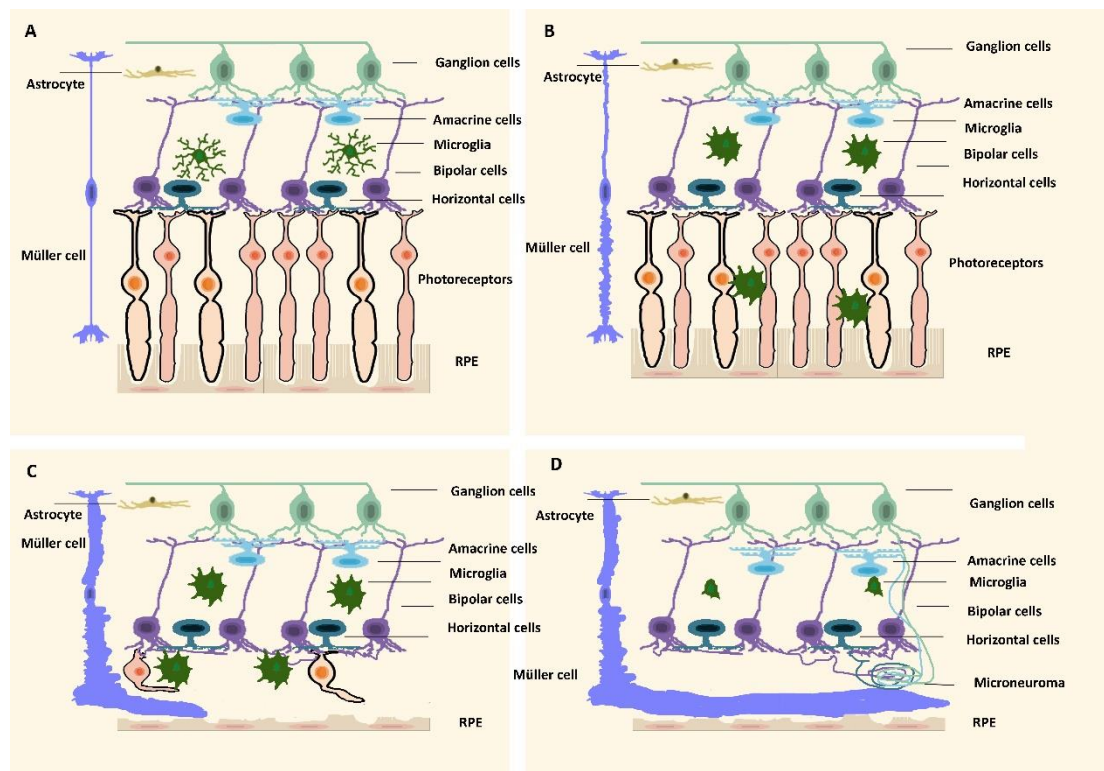 A
Ganglion cells
Astrocyte
Amacrine cells
Microglia
Bipolar cells
Horizontal cells
Müller cell
Photoreceptors
RPE
B
Ganglion cells
Astrocyte
Amacrine cells
Microglia
Bipolar cells
Horizontal cells
Müller cell
Photoreceptors
RPE
C
Ganglion cells
Astrocyte
Müller cell
Amacrine cells
Microglia
Bipolar cells
Horizontal cells
RPE
D
Ganglion cells
Astrocyte
Amacrine cells
Microglia
Bipolar cells
Horizontal cells
Müller cell
Microneuroma
RPE